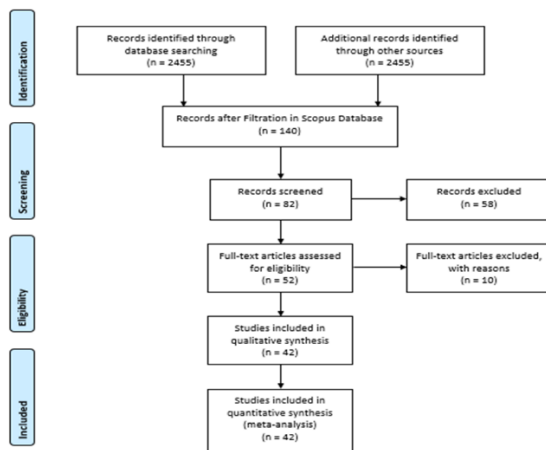 Identification
Records identified through
database searching
(n = 2455)
Additional records identified
through other sources
(n = 2455)
Records after Filtration in Scopus Database
(n = 140)
Screening
Records screened
(n = 82)
Records excluded
(n = 58)
Eligibility
Full-text articles assessed
for eligibility
(n = 52)
Full-text articles excluded,
with reasons
(n = 10)
Studies included in
qualitative synthesis
(n = 42)
Included
Studies included in
quantitative synthesis
(meta-analysis)
(n = 42)